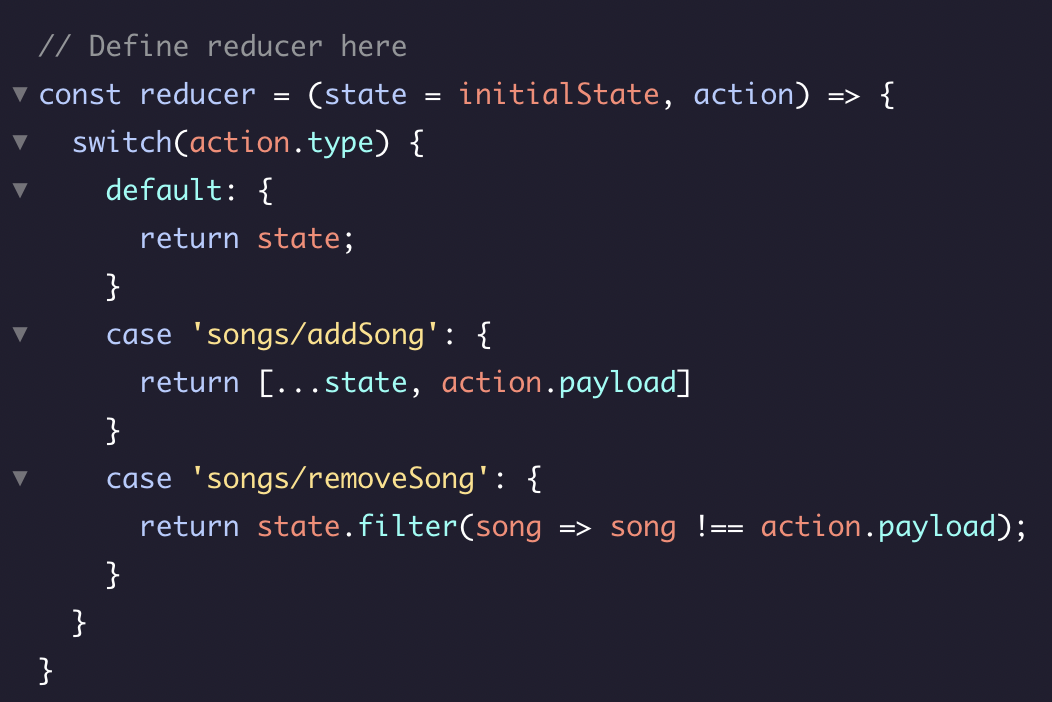 // Define reducer here
const reducer = (state = initialState, action) => {
  switch(action.type) {
    default: {
      return state;
    }
    case 'songs/addSong': {
      return [...state, action.payload]
    }
    case 'songs/removeSong': {
      return state.filter(song => song !== action.payload);
    }
  }
}